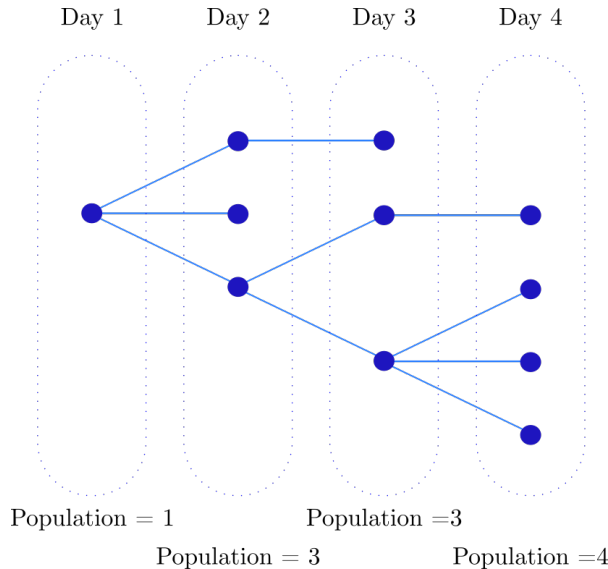 Day 1 Day 2 Day 3 Day 4
Population = 1 Population =3
Population = 3 Population =4